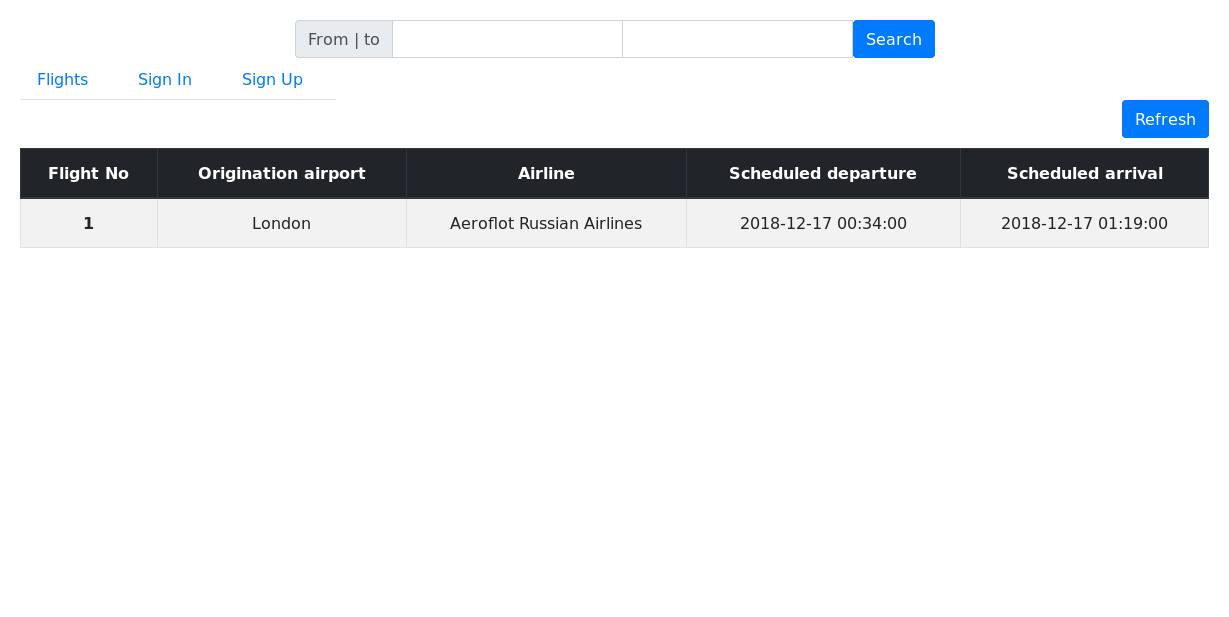 From | to Search
Flights Sign In Sign Up
Refresh
Flight No Origination airport Airline Scheduled departure Scheduled arrival
1 London Aeroflot Russian Airlines 2018-12-17 00:34:00 2018-12-17 01:19:00